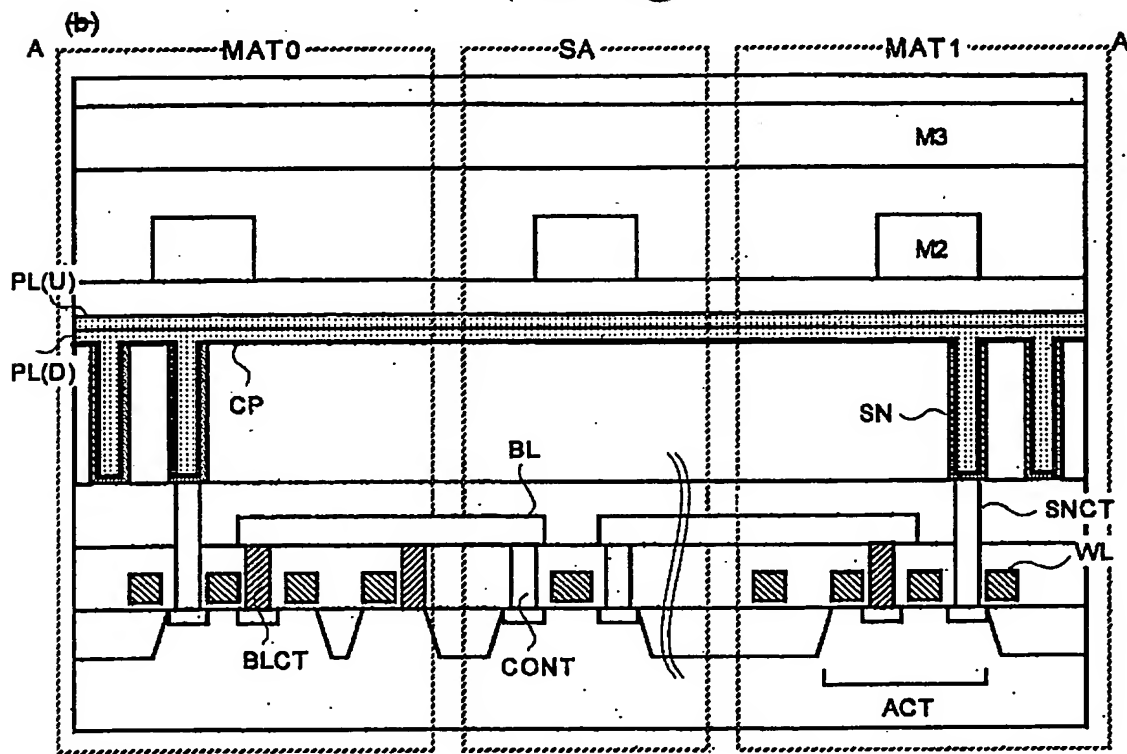 (b)
A MAT0 SA MAT1 A
M3
M2
PL(U)
PL(D)
CP
SN
BL
SNCT
WL
BLCT
CONT
ACT